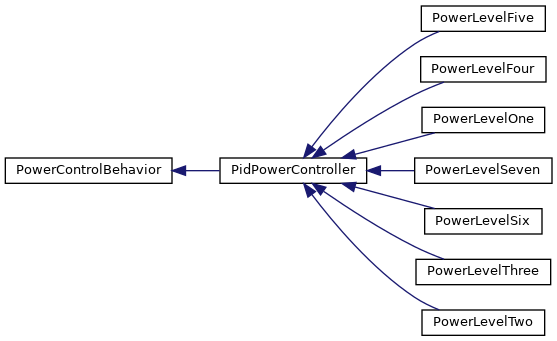 PowerLevelFive
PowerLevelFour
PowerLevelOne
PowerControlBehavior
PidPowerController
PowerLevelSeven
PowerLevelSix
PowerLevelThree
PowerLevelTwo